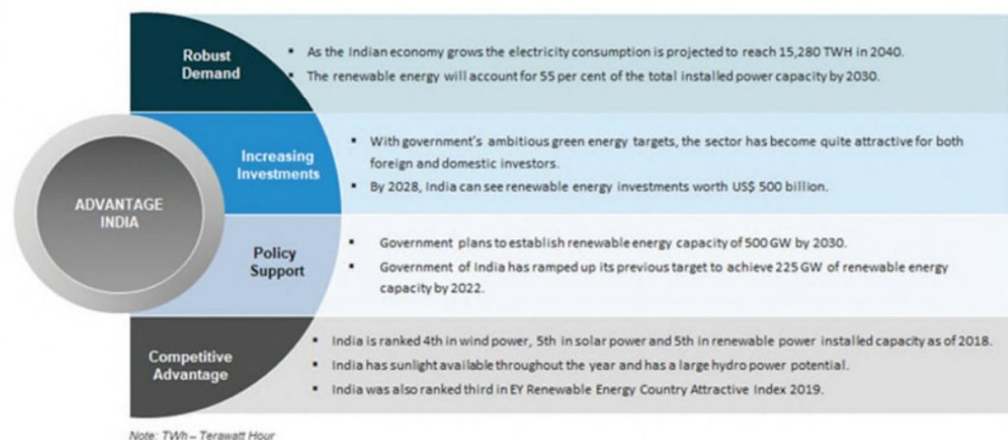 Robust
Demand
▪ As the Indian economy grows the electricity consumption is projected to reach 15,280 TWH in 2040.
▪ The renewable energy will account for 55 per cent of the total installed power capacity by 2030.
ADVANTAGE
INDIA
Increasing
Investments
▪ With government's ambitious green energy targets, the sector has become quite attractive for both
foreign and domestic investors.
▪ By 2028, India can see renewable energy investments worth US$ 500 billion.
Policy
Support
▪ Government plans to establish renewable energy capacity of 500 GW by 2030.
▪ Government of India has ramped up its previous target to achieve 225 GW of renewable energy
capacity by 2022.
Competitive
Advantage
▪ India is ranked 4th in wind power, 5th in solar power and 5th in renewable power installed capacity as of 2018.
▪ India has sunlight available throughout the year and has a large hydro power potential.
▪ India was also ranked third in EY Renewable Energy Country Attractive Index 2019.
Note: TWh – Terawatt Hour